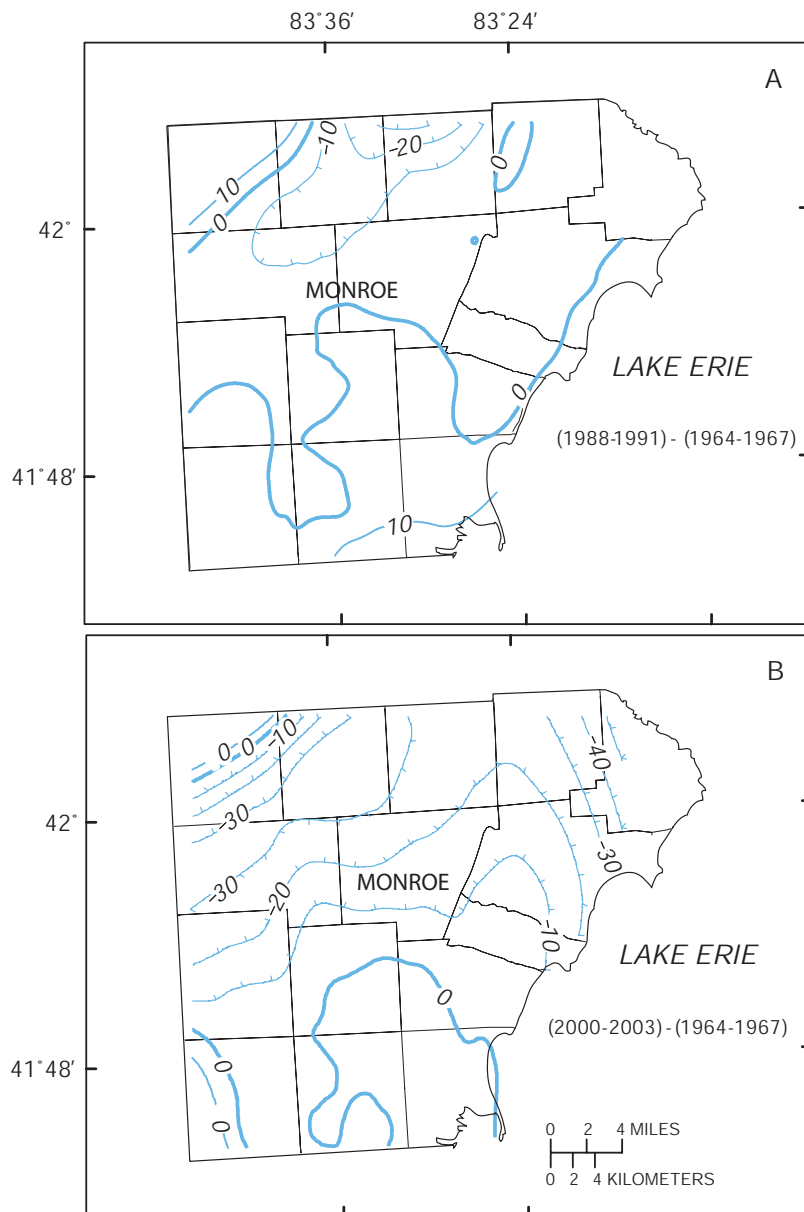 83°36′ 83°24′
A
-10
-20
0
10
0
42°
MONROE
LAKE ERIE
0
(1988-1991) - (1964-1967)
41°48′
10
B
0 0 -10
-40
-30
42°
-30
-30
MONROE
-20
-10
LAKE ERIE
0
(2000-2003) - (1964-1967)
41°48′
0
0
0 2 4 MILES
0 2 4 KILOMETERS